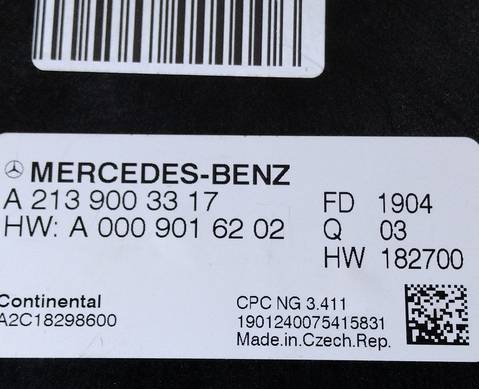 MERCEDES-BENZ
A 213 900 33 17 FD 1904
HW: A 000 901 62 02 Q 03
HW 182700
Continental CPC NG 3.411
A2C18298600 1901240075415831
Made.in.Czech.Rep.